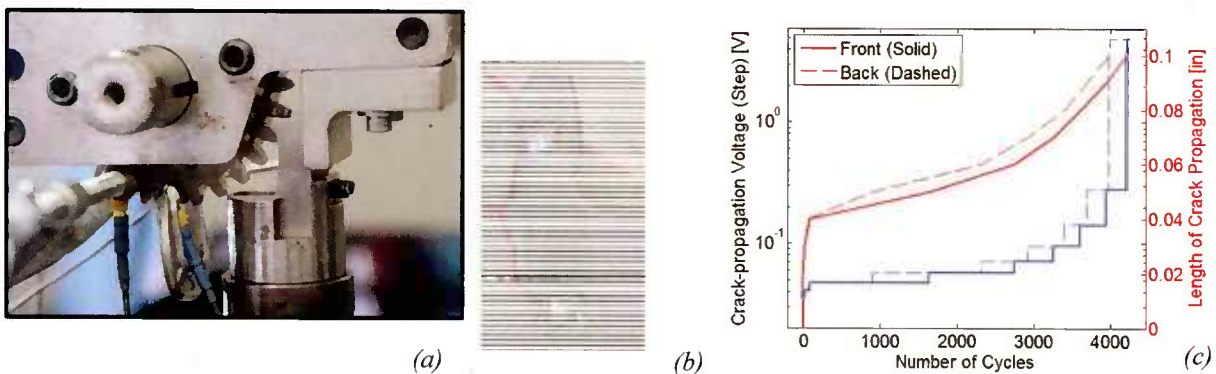 (a)
(b)
Crack-propagation Voltage (Step) [V]
10^0
10^-1
Front (Solid)
Back (Dashed)
0 1000 2000 3000 4000
Number of Cycles
0.1
0.08
0.06
0.04
0.02
0
Length of Crack Propagation [in]
(c)